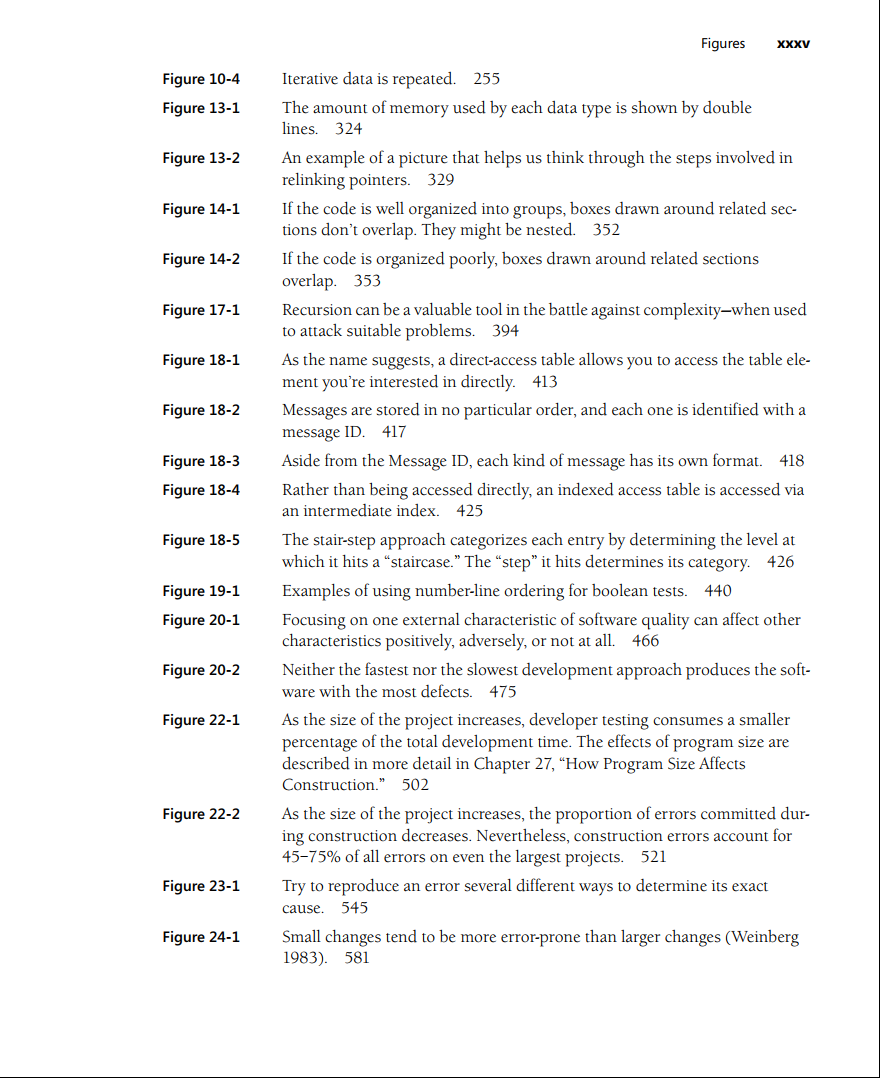 Figures xxxv
Figure 10-4 Iterative data is repeated. 255
Figure 13-1 The amount of memory used by each data type is shown by double
lines. 324
Figure 13-2 An example of a picture that helps us think through the steps involved in
relinking pointers. 329
Figure 14-1 If the code is well organized into groups, boxes drawn around related sec-
tions don’t overlap. They might be nested. 352
Figure 14-2 If the code is organized poorly, boxes drawn around related sections
overlap. 353
Figure 17-1 Recursion can be a valuable tool in the battle against complexity—when used
to attack suitable problems. 394
Figure 18-1 As the name suggests, a direct-access table allows you to access the table ele-
ment you’re interested in directly. 413
Figure 18-2 Messages are stored in no particular order, and each one is identified with a
message ID. 417
Figure 18-3 Aside from the Message ID, each kind of message has its own format. 418
Figure 18-4 Rather than being accessed directly, an indexed access table is accessed via
an intermediate index. 425
Figure 18-5 The stair-step approach categorizes each entry by determining the level at
which it hits a “staircase.” The “step” it hits determines its category. 426
Figure 19-1 Examples of using number-line ordering for boolean tests. 440
Figure 20-1 Focusing on one external characteristic of software quality can affect other
characteristics positively, adversely, or not at all. 466
Figure 20-2 Neither the fastest nor the slowest development approach produces the soft-
ware with the most defects. 475
Figure 22-1 As the size of the project increases, developer testing consumes a smaller
percentage of the total development time. The effects of program size are
described in more detail in Chapter 27, “How Program Size Affects
Construction.” 502
Figure 22-2 As the size of the project increases, the proportion of errors committed dur-
ing construction decreases. Nevertheless, construction errors account for
45–75% of all errors on even the largest projects. 521
Figure 23-1 Try to reproduce an error several different ways to determine its exact
cause. 545
Figure 24-1 Small changes tend to be more error-prone than larger changes (Weinberg
1983). 581